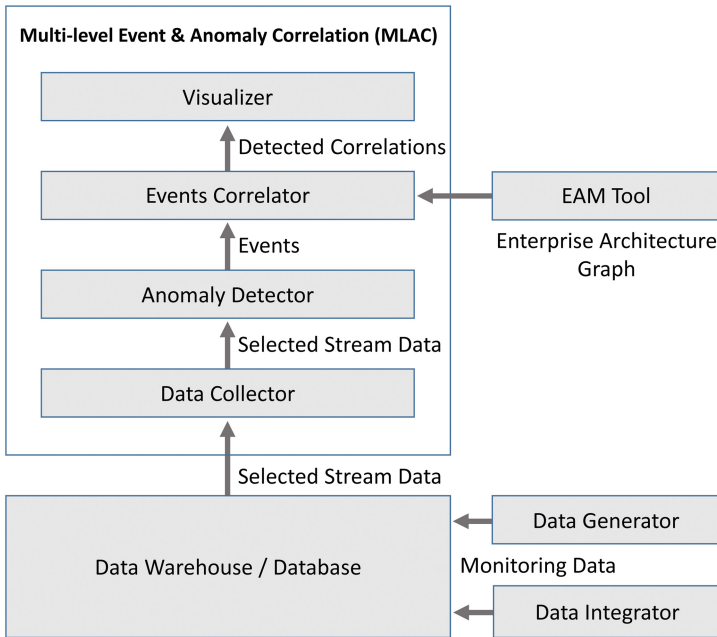 Multi-level Event & Anomaly Correlation (MLAC)
Visualizer
Detected Correlations
Events Correlator
EAM Tool
Enterprise Architecture
Graph
Events
Anomaly Detector
Selected Stream Data
Data Collector
Selected Stream Data
Data Warehouse / Database
Data Generator
Monitoring Data
Data Integrator